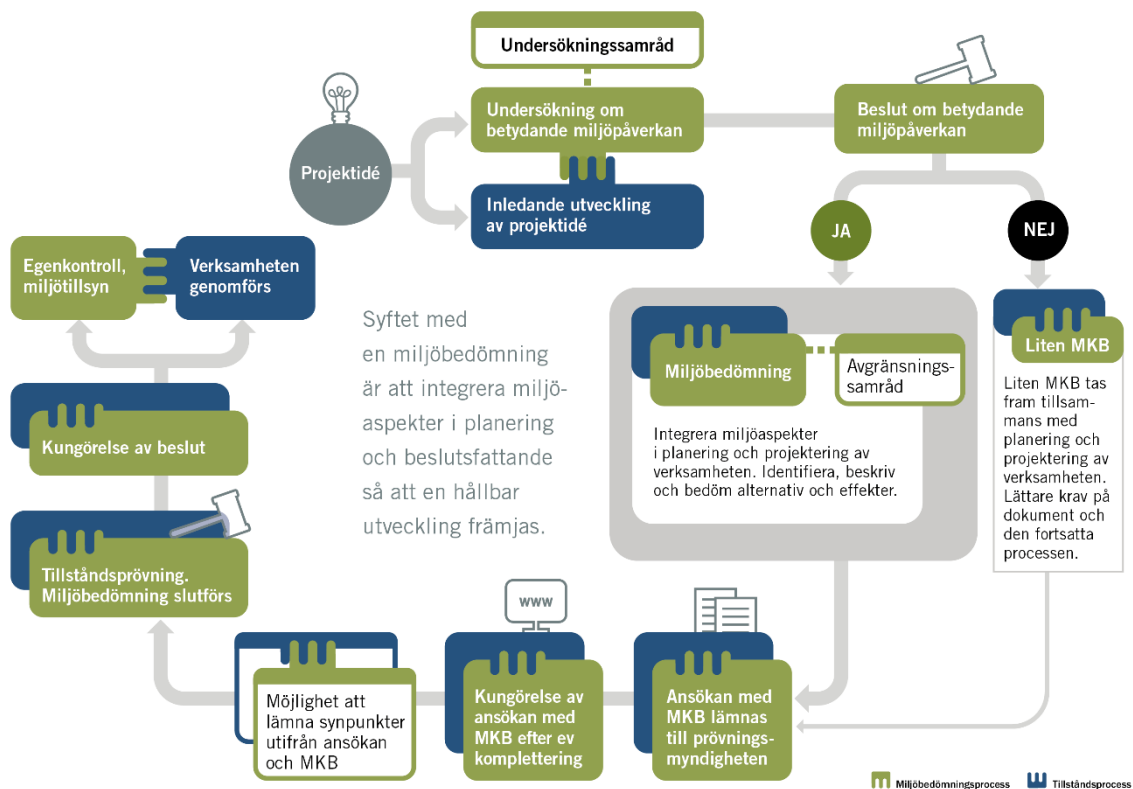 Undersökningssamråd
Undersökning om
betydande miljöpåverkan
Beslut om betydande
miljöpåverkan
Projektidé
Inledande utveckling
av projektidé
JA
NEJ
Egenkontroll,
miljötillsyn
Verksamheten
genomförs
Syftet med
en miljöbedömning
är att integrera miljö-
aspekter i planering
och beslutsfattande
så att en hållbar
utveckling främjas.
Miljöbedömning
Avgränsnings-
samråd
Integrera miljöaspekter
i planering och projektering av
verksamheten. Identifiera, beskriv
och bedöm alternativ och effekter.
Liten MKB
Liten MKB tas
fram tillsam-
mans med
planering och
projektering av
verksamheten.
Lättare krav på
dokument och
den fortsatta
processen.
Kungörelse av beslut
Tillståndsprövning.
Miljöbedömning slutförs
Möjlighet att
lämna synpunkter
utifrån ansökan
och MKB
www
Kungörelse av
ansökan med
MKB efter ev
komplettering
Ansökan med
MKB lämnas
till prövnings-
myndigheten
Miljöbedömningsprocess
Tillståndsprocess